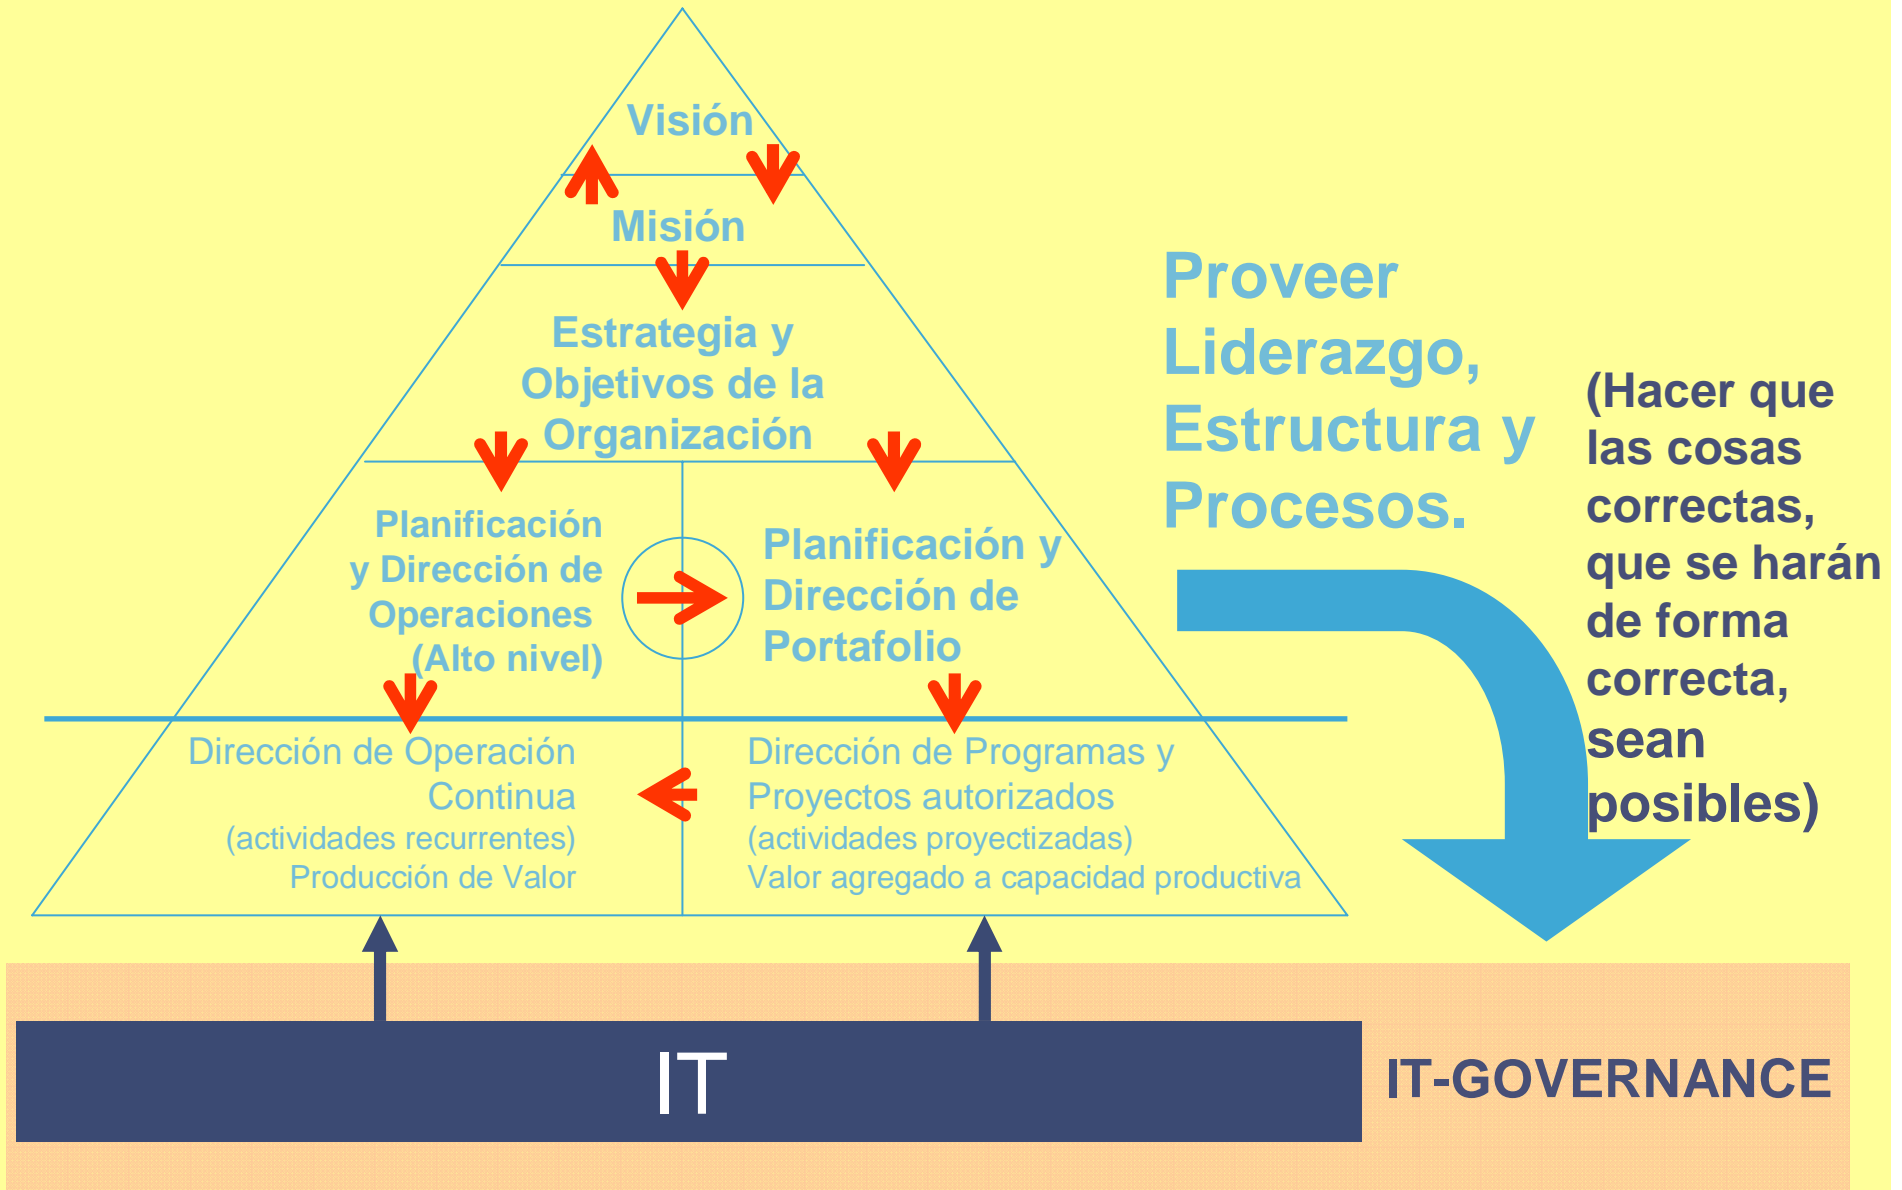 Visión
Misión
Estrategia y
Objetivos de la
Organización
Planificación
y Dirección de
Operaciones
(Alto nivel)
Planificación y
Dirección de
Portafolio
Dirección de Operación
Continua
(actividades recurrentes)
Producción de Valor
Dirección de Programas y
Proyectos autorizados
(actividades proyectizadas)
Valor agregado a capacidad productiva
Proveer
Liderazgo,
Estructura y
Procesos.
(Hacer que
las cosas
correctas,
que se harán
de forma
correcta,
sean
posibles)
IT
IT-GOVERNANCE